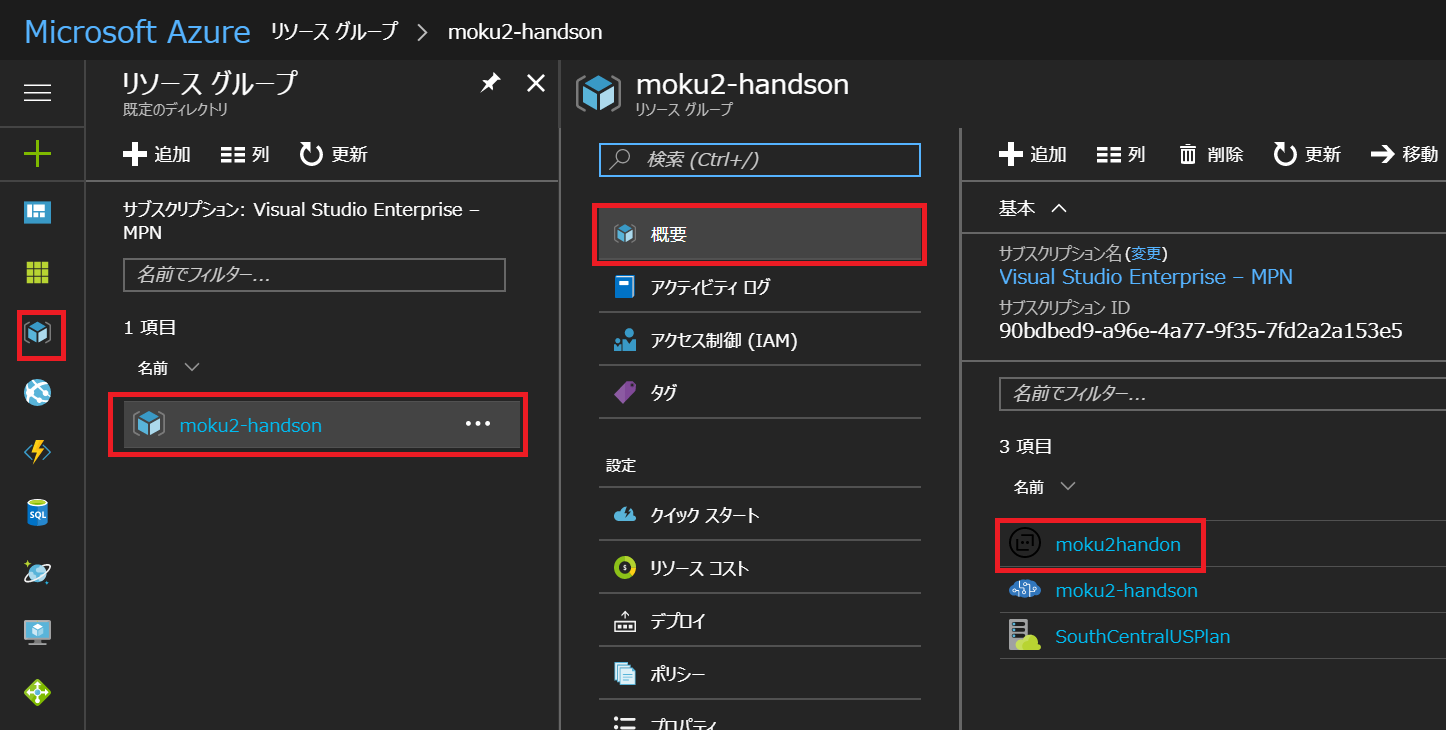 Microsoft Azure リソース グループ > moku2-handson
リソース グループ
既定のディレクトリ
追加 列 更新
サブスクリプション: Visual Studio Enterprise –
MPN
名前でフィルター...
1 項目
名前
moku2-handson ...
moku2-handson
リソース グループ
検索 (Ctrl+/)
概要
アクティビティ ログ
アクセス制御 (IAM)
タグ
設定
クイック スタート
リソース コスト
デプロイ
ポリシー
プロパティ
追加 列 削除 更新 移動
基本
サブスクリプション名 (変更)
Visual Studio Enterprise – MPN
サブスクリプション ID
90bdbed9-a96e-4a77-9f35-7fd2a2a153e5
名前でフィルター...
3 項目
名前
moku2handon
moku2-handson
SouthCentralUSPlan
SQL